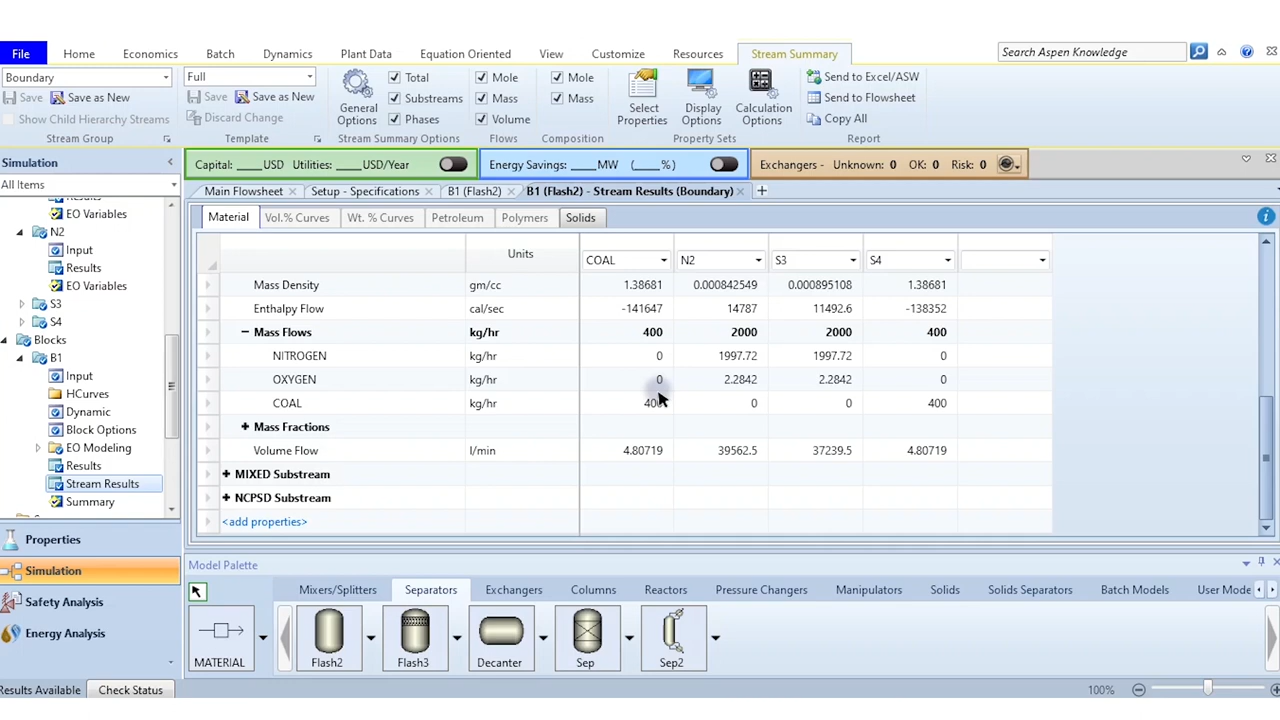 File Home Economics Batch Dynamics Plant Data Equation Oriented View Customize Resources Stream Summary Search Aspen Knowledge
Boundary Full Total Mole Mole Send to Excel/ASW
Save Save as New Save Save as New General Options Substreams Mass Mass Select Properties Display Options Calculation Options Send to Flowsheet
Show Child Hierarchy Streams Discard Change Phases Volume Copy All
Stream Group Template Stream Summary Options Flows Composition Property Sets Report
Simulation Capital: ____USD Utilities: ____USD/Year Energy Savings: ____MW (____%) Exchangers - Unknown: 0 OK: 0 Risk: 0
All Items Main Flowsheet Setup - Specifications B1 (Flash2) B1 (Flash2) - Stream Results (Boundary)
Results
EO Variables
N2
Input
Results
EO Variables
S3
S4
Blocks
B1
Input
HCurves
Dynamic
Block Options
EO Modeling
Results
Stream Results
Summary
Material Vol.% Curves Wt. % Curves Petroleum Polymers Solids
Units COAL N2 S3 S4
Mass Density gm/cc 1.38681 0.000842549 0.000895108 1.38681
Enthalpy Flow cal/sec -141647 14787 11492.6 -138352
Mass Flows kg/hr 400 2000 2000 400
NITROGEN kg/hr 0 1997.72 1997.72 0
OXYGEN kg/hr 0 2.2842 2.2842 0
COAL kg/hr 400 0 0 400
Mass Fractions
Volume Flow l/min 4.80719 39562.5 37239.5 4.80719
MIXED Substream
NCPSD Substream
<add properties>
Properties
Simulation
Safety Analysis
Energy Analysis
Model Palette
Mixers/Splitters Separators Exchangers Columns Reactors Pressure Changers Manipulators Solids Solids Separators Batch Models User Mode
MATERIAL Flash2 Flash3 Decanter Sep Sep2
Results Available Check Status 100%